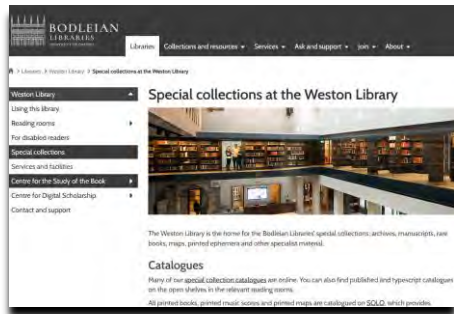 BODLEIAN
LIBRARIES
Libraries Collections and resources Services Ask and support Join About
> Libraries > Weston Library > Special collections at the Weston Library
Weston Library
Using this library
Reading rooms
For disabled readers
Special collections
Services and facilities
Centre for the Study of the Book
Centre for Digital Scholarship
Contact and support
Special collections at the Weston Library
The Weston Library is the home for the Bodleian Libraries' special collections: archives, manuscripts, rare
books, maps, printed ephemera and other specialist material.
Catalogues
Many of our special collection catalogues are online. You can also find published and typescript catalogues
on the open shelves in the relevant reading rooms.
All printed books, printed music scores and printed maps are catalogued on SOLO, which provides